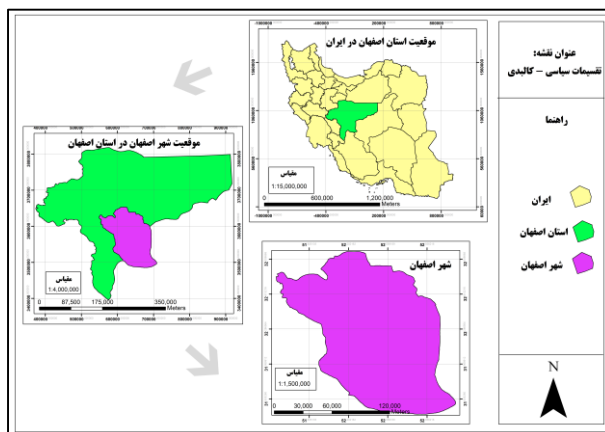 عنوان نقشه:
تقسیمات سیاسی – کالبدی
راهنما
ایران
استان اصفهان
شهر اصفهان
N
موقعیت استان اصفهان در ایران
مقیاس
1:15,000,000
0 600,000 1,200,000
Meters
موقعیت شهر اصفهان در استان اصفهان
مقیاس
1:4,000,000
0 87,500 175,000 350,000
Meters
شهر اصفهان
مقیاس
1:1,500,000
0 30,000 60,000 120,000
Meters